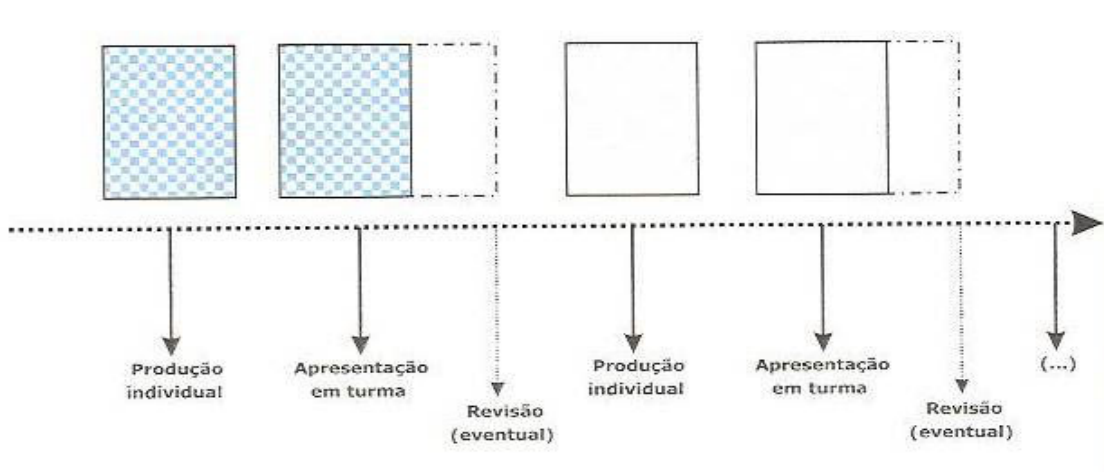 Produção
individual
Apresentação
em turma
Revisão
(eventual)
Produção
individual
Apresentação
em turma
Revisão
(eventual)
(...)